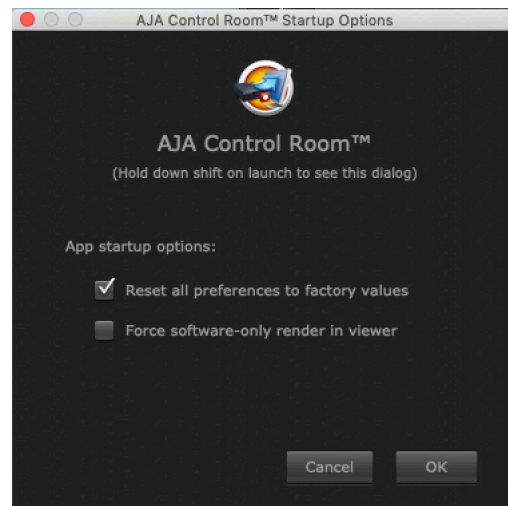 AJA Control Room™ Startup Options
AJA Control Room™
(Hold down shift on launch to see this dialog)
App startup options:
Reset all preferences to factory values
Force software-only render in viewer
Cancel OK